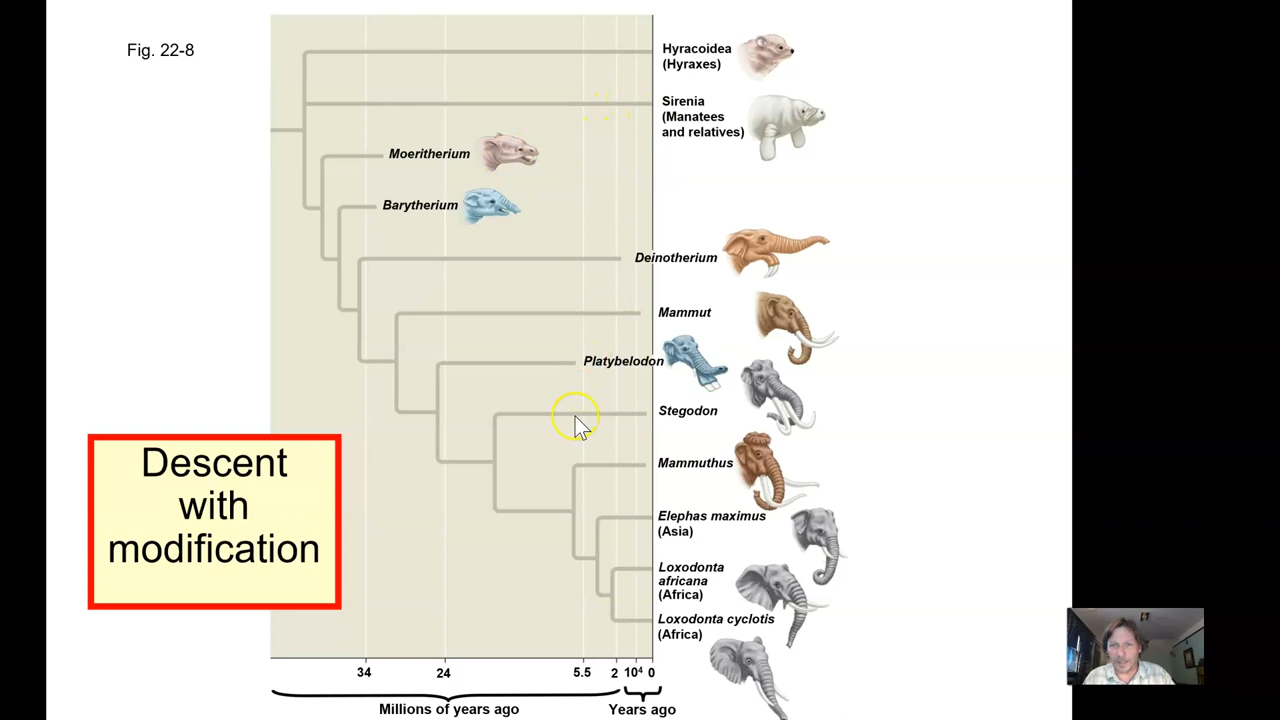 Fig. 22-8
Hyracoidea
(Hyraxes)
Sirenia
(Manatees
and relatives)
Moeritherium
Barytherium
Deinotherium
Mammut
Platybelodon
Stegodon
Descent
with
modification
Mammuthus
Elephas maximus
(Asia)
Loxodonta
africana
(Africa)
Loxodonta cyclotis
(Africa)
34 24 5.5 2 10⁴ 0
Millions of years ago Years ago